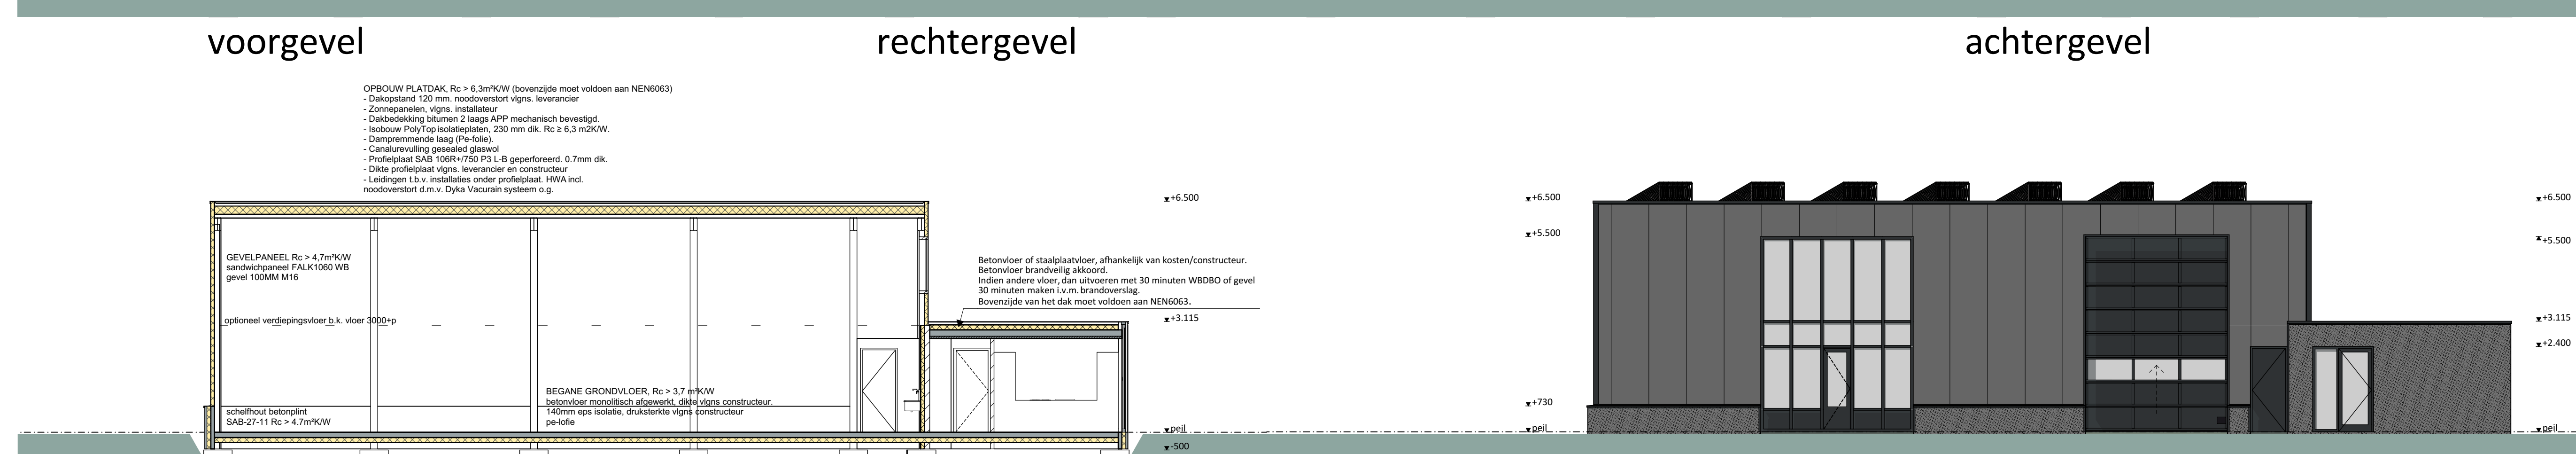 voorgevel
rechtergevel
achtergevel
OPBOUW PLATDAK, Rc > 6,3m²K/W (bovenzijde moet voldoen aan NEN6063)
- Dakopstand 120 mm. noodoverstort vlgns. leverancier
- Zonnepanelen, vlgns. installateur
- Dakbedekking bitumen 2 laags APP mechanisch bevestigd.
- Isobouw PolyTop isolatieplaten, 230 mm dik. Rc ≥ 6,3 m2K/W.
- Dampremmende laag (Pe-folie).
- Canalurevulling gesealed glaswol
- Profielplaat SAB 106R+/750 P3 L-B geperforeerd. 0.7mm dik.
- Dikte profielplaat vlgns. leverancier en constructeur
- Leidingen t.b.v. installaties onder profielplaat. HWA incl.
noodoverstort d.m.v. Dyka Vacurain systeem o.g.
GEVELPANEEL Rc > 4,7m²K/W
sandwichpaneel FALK1060 WB
gevel 100MM M16
optioneel verdiepingsvloer b.k. vloer 3000+p
schelfhout betonplint
SAB-27-11 Rc > 4.7m²K/W
BEGANE GRONDVLOER, Rc > 3,7 m²K/W
betonvloer monolitisch afgewerkt, dikte vlgns constructeur.
140mm eps isolatie, druksterkte vlgns constructeur
pe-lofie
Betonvloer of staalplaatvloer, afhankelijk van kosten/constructeur.
Betonvloer brandveilig akkoord.
Indien andere vloer, dan uitvoeren met 30 minuten WBDBO of gevel
30 minuten maken i.v.m. brandoverslag.
Bovenzijde van het dak moet voldoen aan NEN6063.
+6.500
+3.115
peil
-500
+6.500
+5.500
+730
peil
+6.500
+5.500
+3.115
+2.400
peil